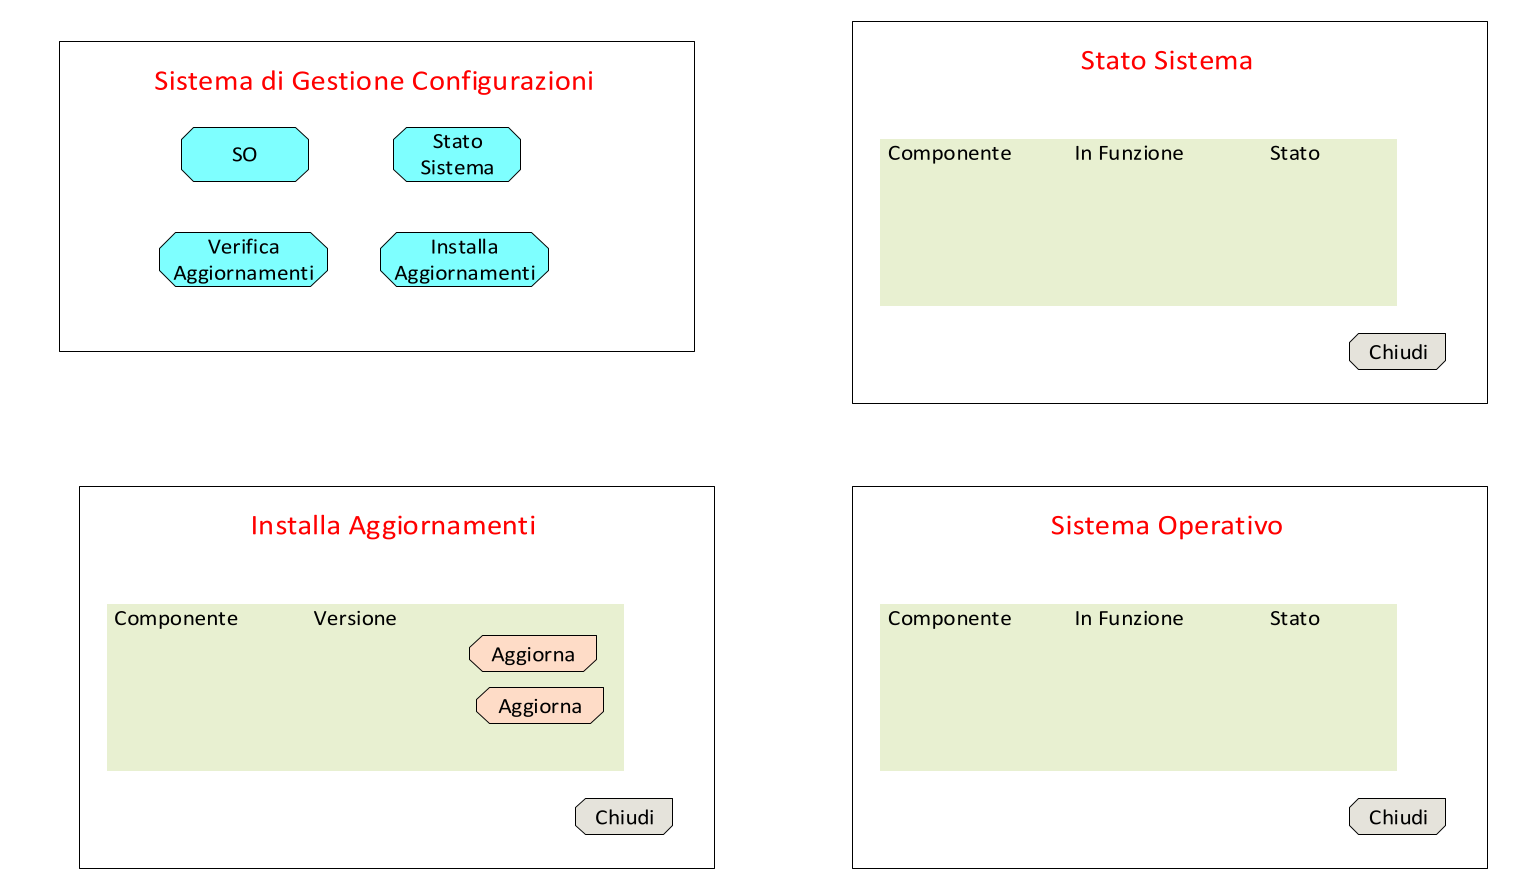 Sistema di Gestione Configurazioni
SO
Stato
Sistema
Verifica
Aggiornamenti
Installa
Aggiornamenti
Stato Sistema
Componente In Funzione Stato
Chiudi
Installa Aggiornamenti
Componente Versione
Aggiorna
Aggiorna
Chiudi
Sistema Operativo
Componente In Funzione Stato
Chiudi